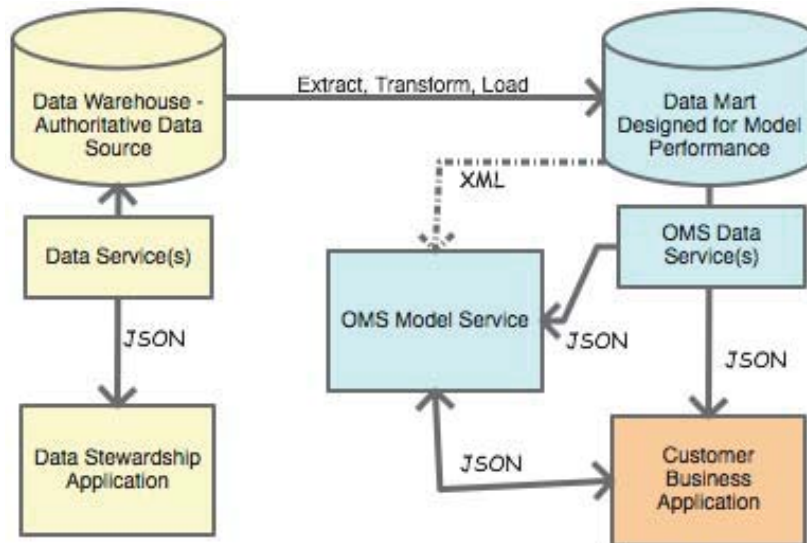 Data Warehouse -
Authoritative Data
Source
Extract, Transform, Load
Data Mart
Designed for Model
Performance
XML
Data Service(s)
OMS Data
Service(s)
OMS Model Service
JSON
JSON
JSON
Data Stewardship
Application
JSON
Customer
Business
Application